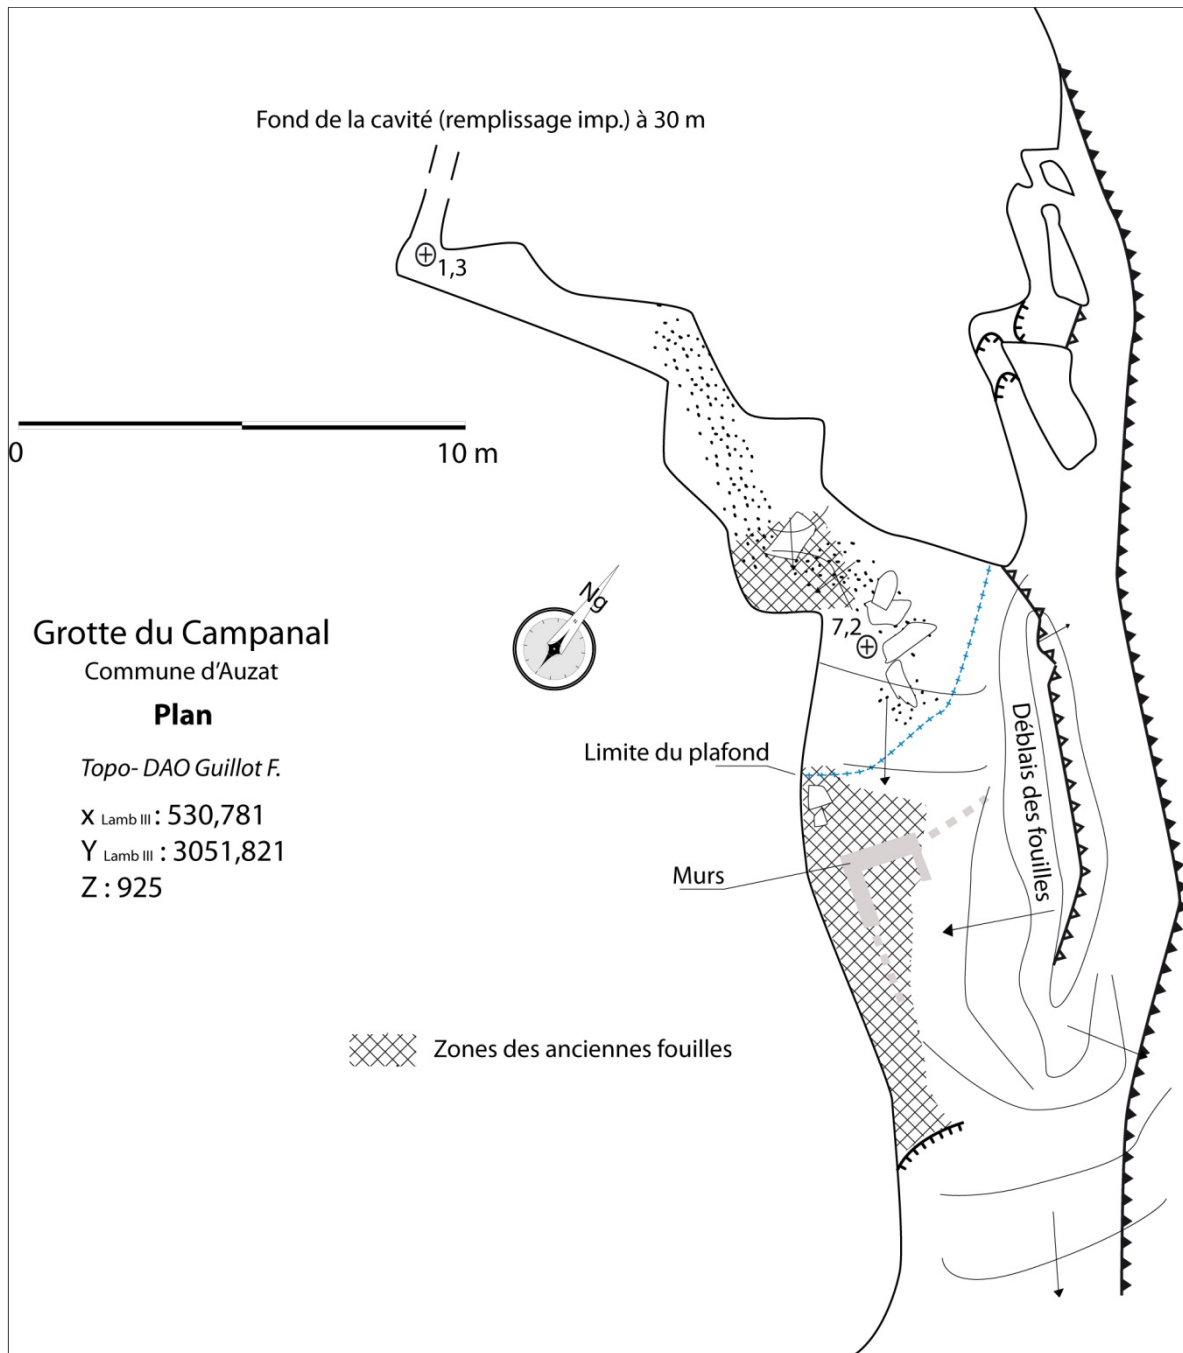 Fond de la cavité (remplissage imp.) à 30 m
1,3
0
10 m
Ng
Grotte du Campanal
Commune d'Auzat
Plan
Topo- DAO Guillot F.
x Lamb III : 530,781
Y Lamb III : 3051,821
Z : 925
7,2
Limite du plafond
Déblais des fouilles
Murs
Zones des anciennes fouilles